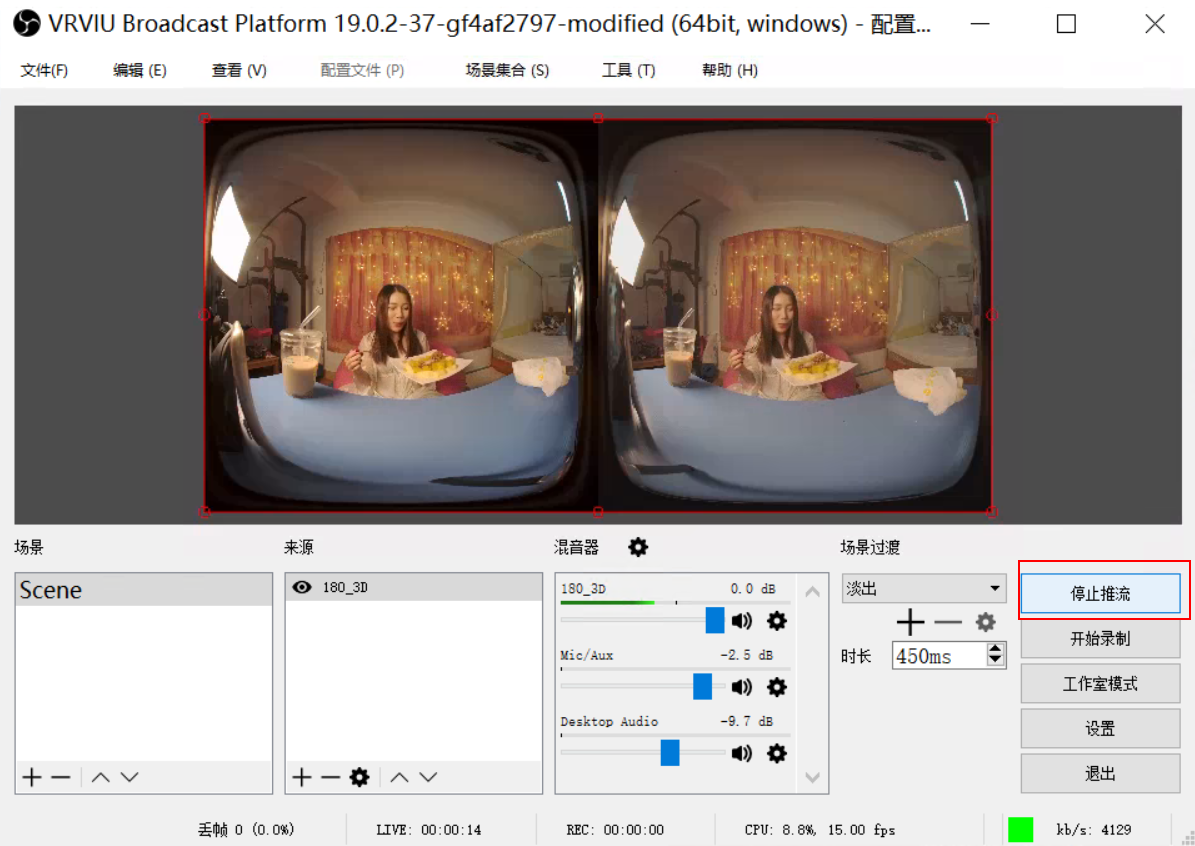 VRVIU Broadcast Platform 19.0.2-37-gf4af2797-modified (64bit, windows) - 配置...
文件(F) 编辑 (E) 查看 (V) 配置文件 (P) 场景集合 (S) 工具 (T) 帮助 (H)
场景
Scene
来源
180_3D
混音器
180_3D 0.0 dB
Mic/Aux -2.5 dB
Desktop Audio -9.7 dB
场景过渡
淡出
时长 450ms
停止推流
开始录制
工作室模式
设置
退出
丢帧 0 (0.0%) LIVE: 00:00:14 REC: 00:00:00 CPU: 8.8%, 15.00 fps kb/s: 4129